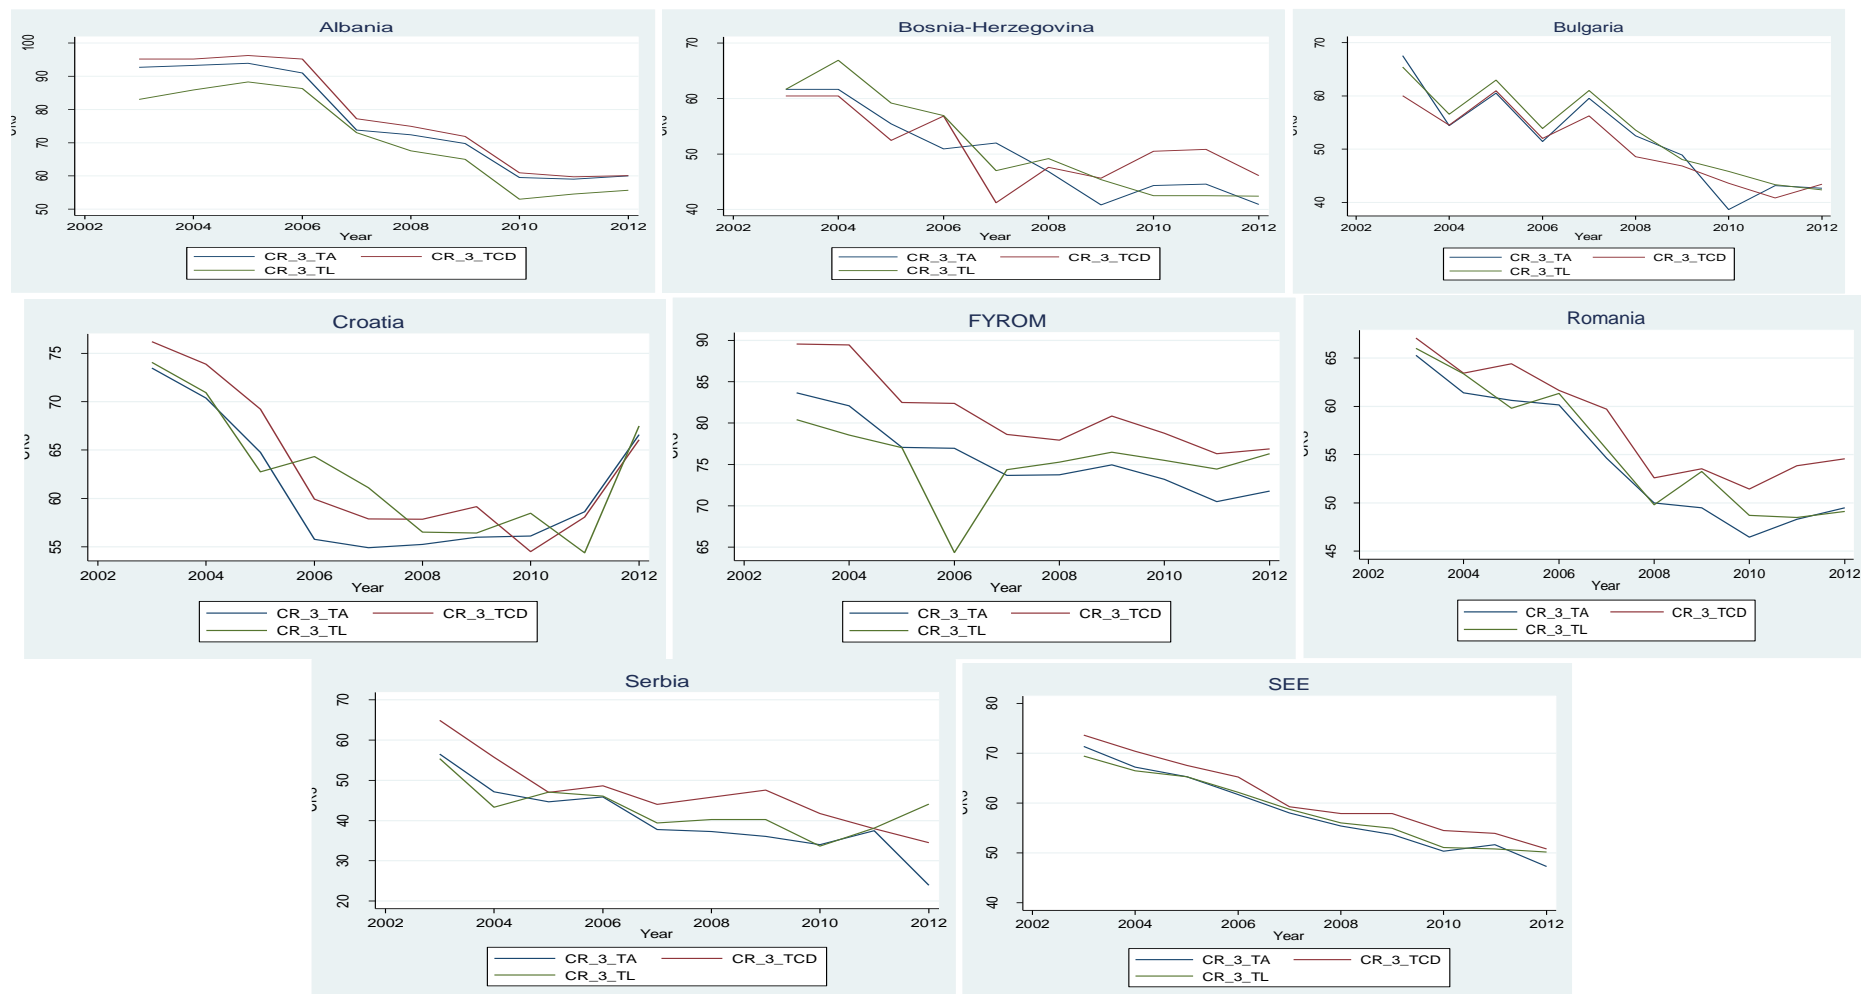 Albania
100
90
80
70
60
50
2002 2004 2006 2008 2010 2012
Year
CR_3_TA CR_3_TCD
CR_3_TL
Bosnia-Herzegovina
70
60
50
40
2002 2004 2006 2008 2010 2012
Year
CR_3_TA CR_3_TCD
CR_3_TL
Bulgaria
70
60
50
40
2002 2004 2006 2008 2010 2012
Year
CR_3_TA CR_3_TCD
CR_3_TL
Croatia
75
70
65
60
55
2002 2004 2006 2008 2010 2012
Year
CR_3_TA CR_3_TCD
CR_3_TL
FYROM
90
85
80
75
70
65
2002 2004 2006 2008 2010 2012
Year
CR_3_TA CR_3_TCD
CR_3_TL
Romania
65
60
55
50
45
2002 2004 2006 2008 2010 2012
Year
CR_3_TA CR_3_TCD
CR_3_TL
Serbia
70
60
50
40
30
20
2002 2004 2006 2008 2010 2012
Year
CR_3_TA CR_3_TCD
CR_3_TL
SEE
80
70
60
50
40
2002 2004 2006 2008 2010 2012
Year
CR_3_TA CR_3_TCD
CR_3_TL